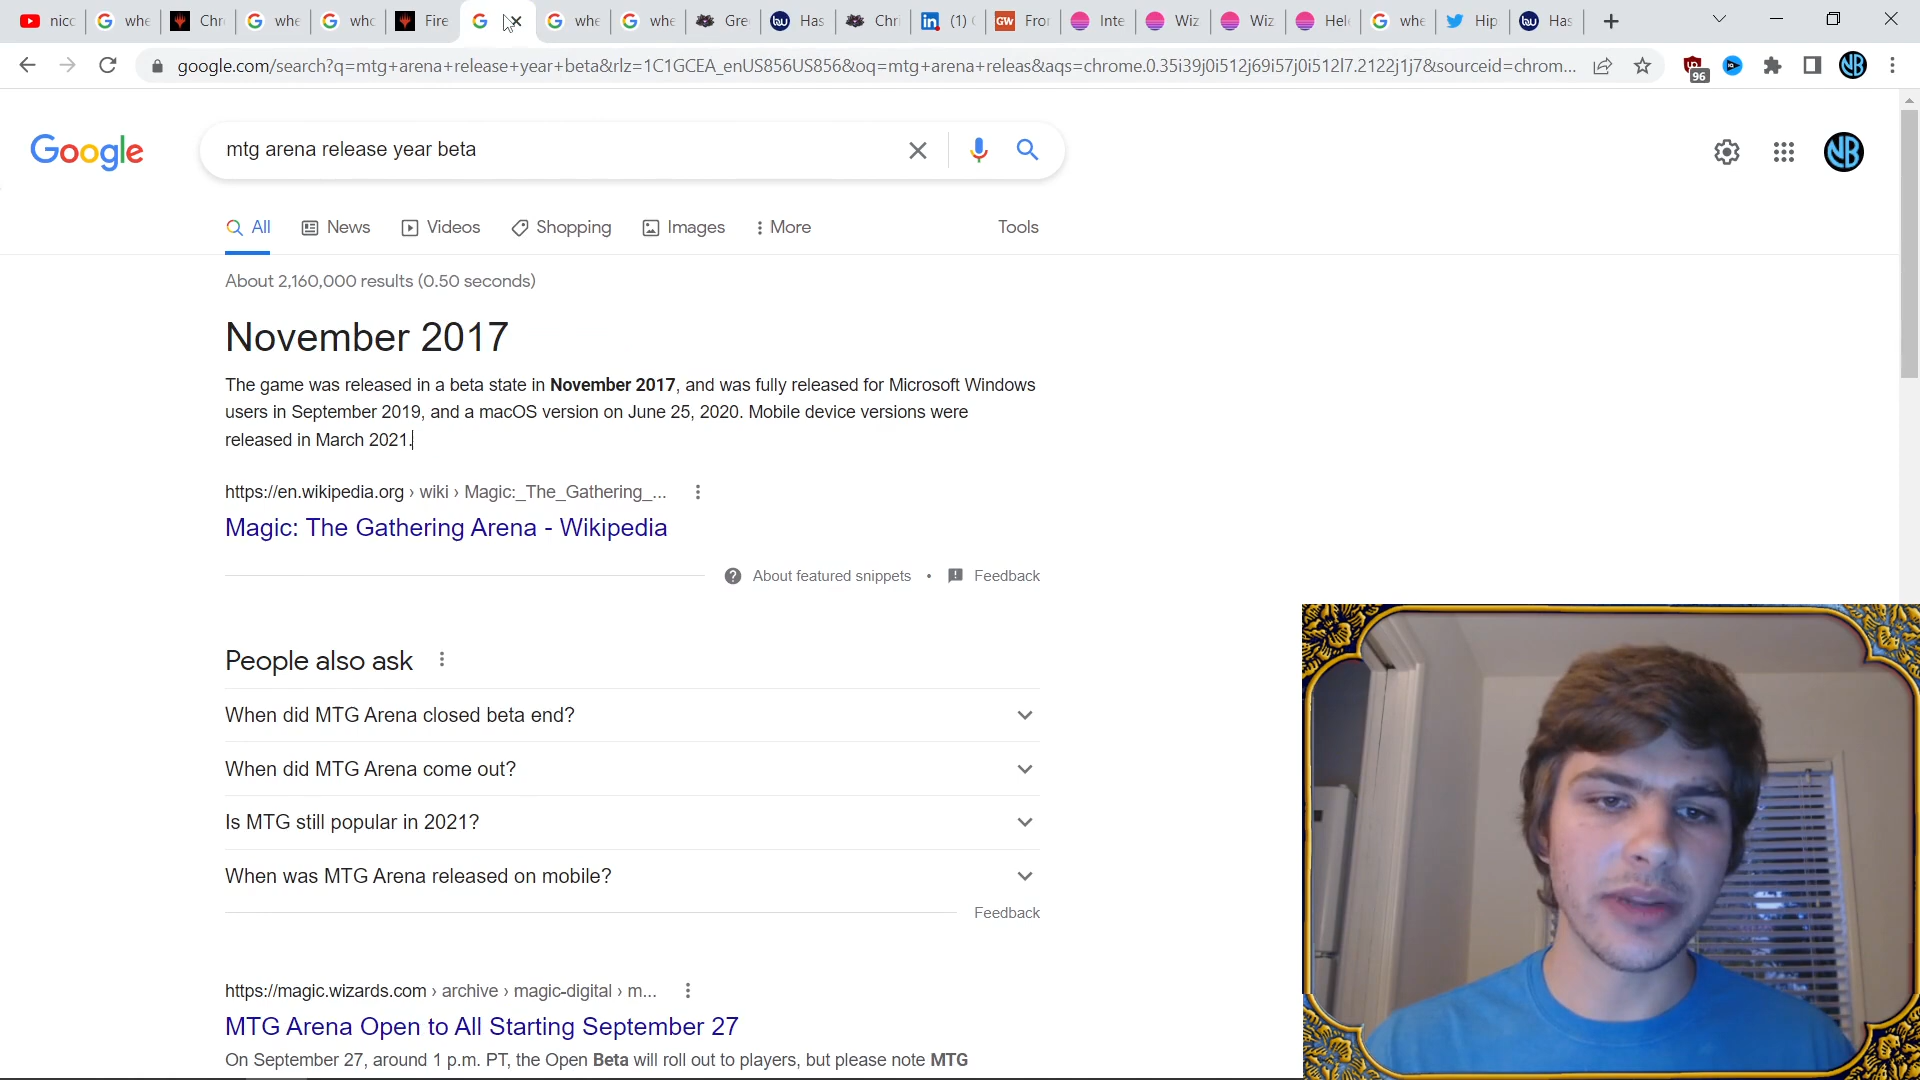 nicc
whe
Chr
whe
who
Fire
whe
whe
Gree
Has
Chri
(1)
Fror
Inte
Wiz
Wiz
Hel
whe
Hip
Has
google.com/search?q=mtg+arena+release+year+beta&rlz=1C1GCEA_enUS856US856&oq=mtg+arena+releas&aqs=chrome.0.35i39j0i512j69i57j0i512l7.2122j1j7&sourceid=chrom...
96
NB
Google
mtg arena release year beta
NB
All
News
Videos
Shopping
Images
More
Tools
About 2,160,000 results (0.50 seconds)
November 2017
The game was released in a beta state in November 2017, and was fully released for Microsoft Windows
users in September 2019, and a macOS version on June 25, 2020. Mobile device versions were
released in March 2021.
https://en.wikipedia.org › wiki › Magic:_The_Gathering_...
Magic: The Gathering Arena - Wikipedia
About featured snippets • Feedback
People also ask
When did MTG Arena closed beta end?
When did MTG Arena come out?
Is MTG still popular in 2021?
When was MTG Arena released on mobile?
Feedback
https://magic.wizards.com › archive › magic-digital › m...
MTG Arena Open to All Starting September 27
On September 27, around 1 p.m. PT, the Open Beta will roll out to players, but please note MTG